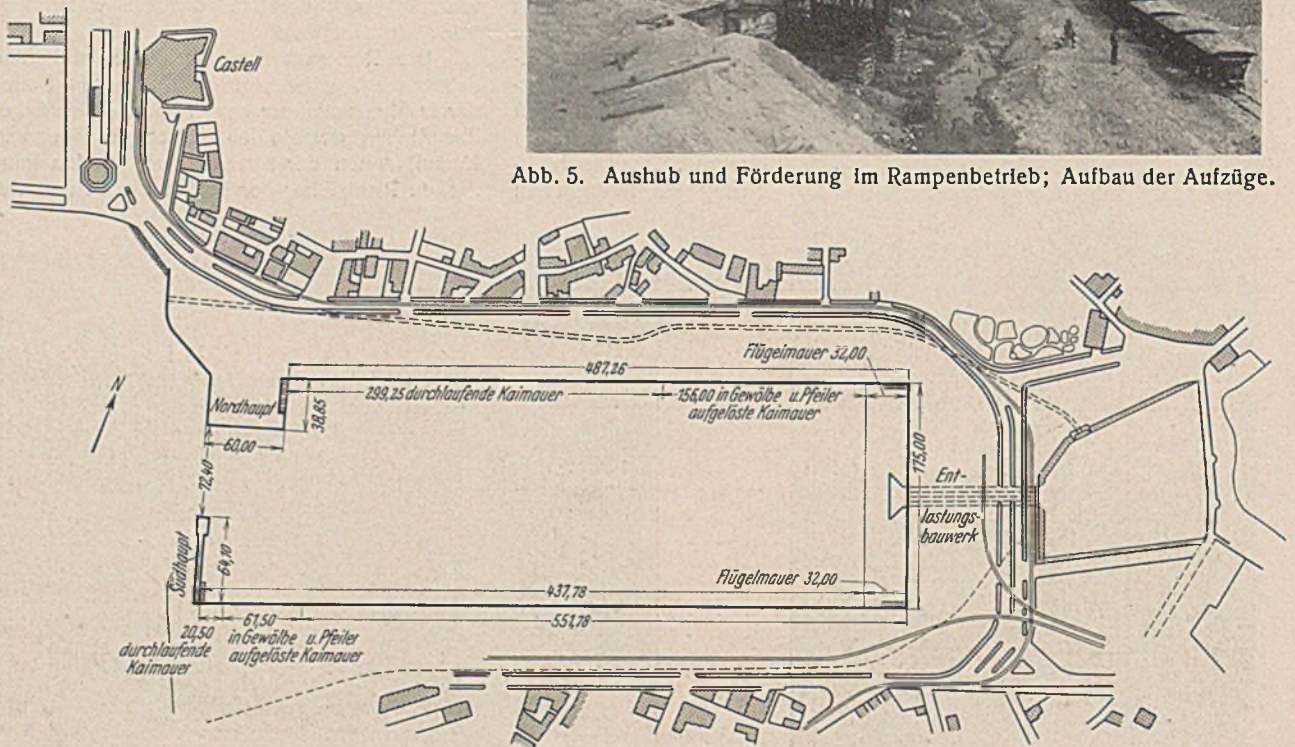 Castell
Abb. 5. Aushub und Förderung im Rampenbetrieb; Aufbau der Aufzüge.
N
Flügelmauer 32,00
487,26
299,25 durchlaufende Kaimauer
156,00 in Gewölbe u. Pfeiler
aufgelöste Kaimauer
Nordhaupt
38,85
60,00
175,00
72,40
Ent-
lastungs-
bauwerk
Südhaupt
64,10
Flügelmauer 32,00
437,78
551,78
20,50
durchlaufende
Kaimauer
61,50
in Gewölbe u. Pfeiler
aufgelöste Kaimauer